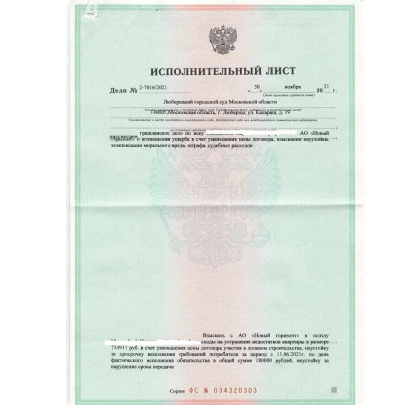 ИСПОЛНИТЕЛЬНЫЙ ЛИСТ
Дело № 2-7016/2021 « 30 ноября 20 21 г.
Люберецкий городской суд Московской области
140005, Московская область, г. Люберцы, ул. Калараш, д. 19
рассмотрев гражданское дело по иску АО «Новый
горизонт» о возмещении ущерба в счет уменьшения цены договора, взыскании неустойки,
компенсации морального вреда, штрафа, судебных расходов
Взыскать с АО «Новый горизонт» в пользу
на устранение недостатков квартиры в размере
734911 руб. в счет уменьшения цены договора участия в долевом строительстве, неустойку
за просрочку исполнения требований потребителя за период с 11.06.2021г. по день
фактического исполнения обязательства в общей сумме 180000 рублей, неустойку за
нарушение срока передачи
Серия ФС № 034320303